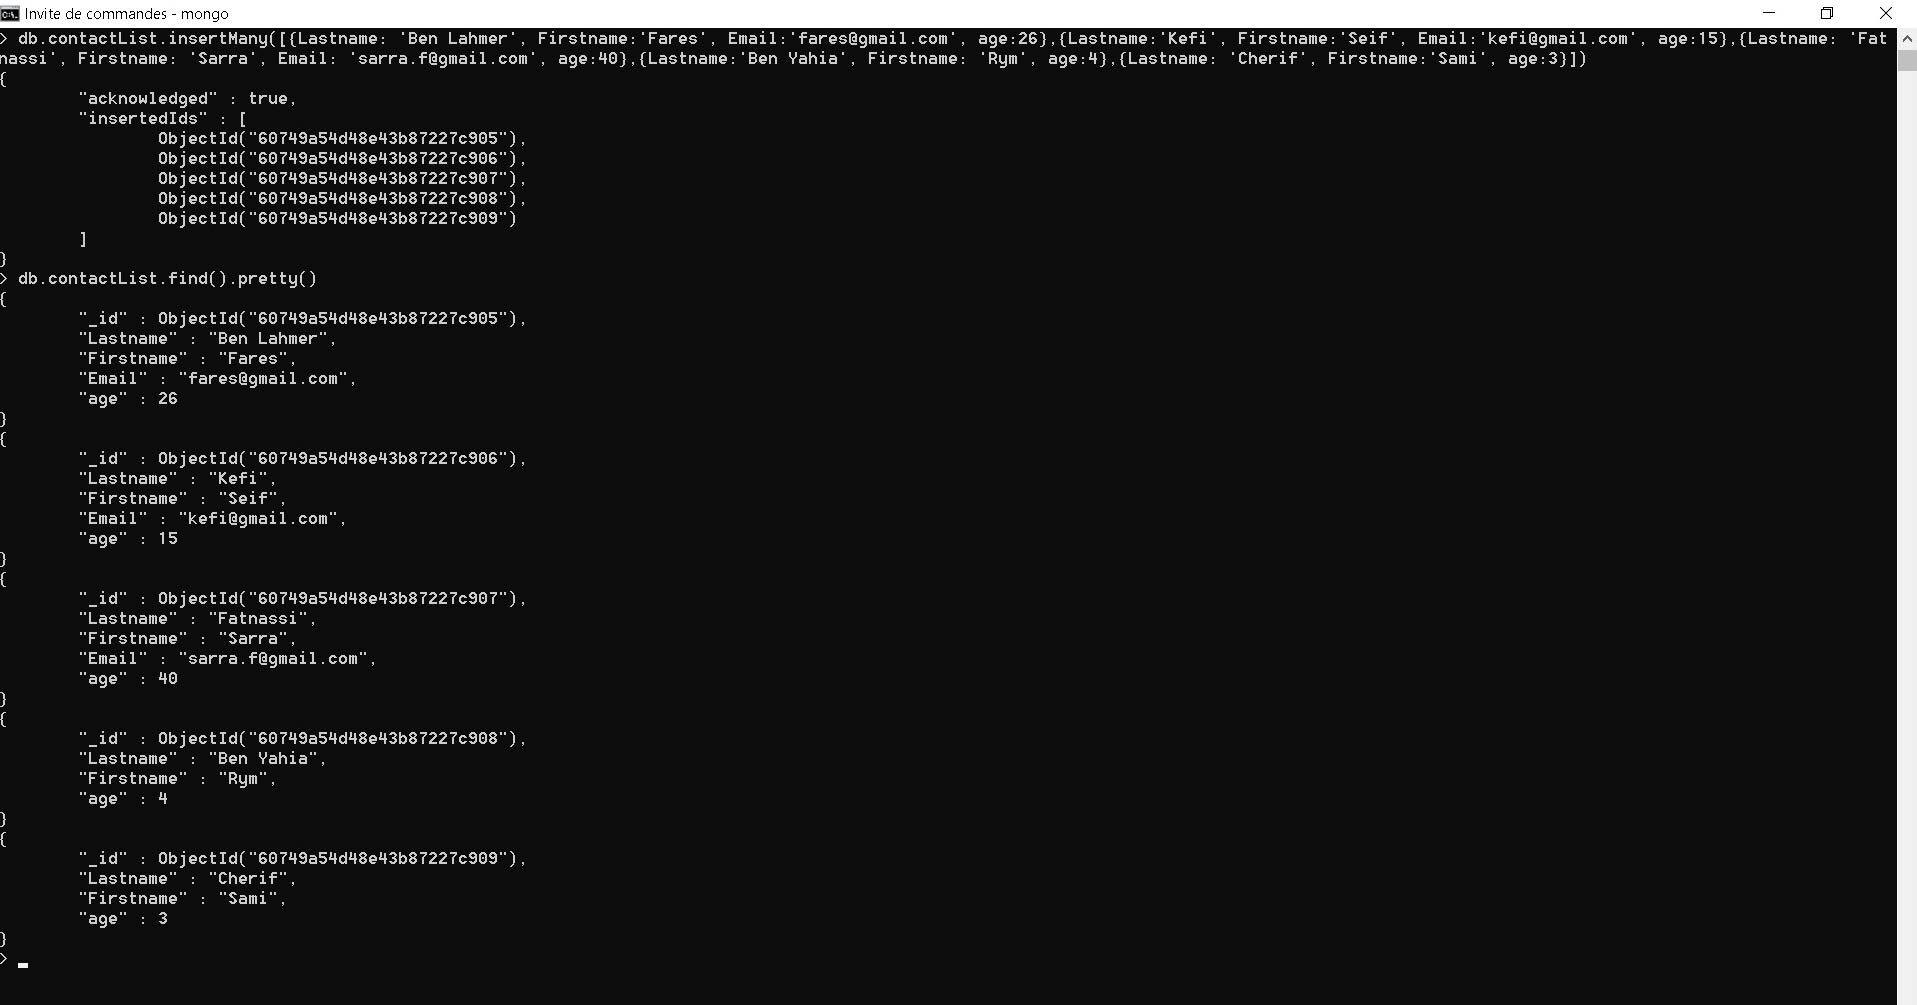 Invite de commandes - mongo
> db.contactList.insertMany([{Lastname: 'Ben Lahmer', Firstname:'Fares', Email:'fares@gmail.com', age:26},{Lastname:'Kefi', Firstname:'Seif', Email:'kefi@gmail.com', age:15},{Lastname: 'Fat
nassi', Firstname: 'Sarra', Email: 'sarra.f@gmail.com', age:40},{Lastname:'Ben Yahia', Firstname: 'Rym', age:4},{Lastname: 'Cherif', Firstname:'Sami', age:3}])
{
        "acknowledged" : true,
        "insertedIds" : [
                ObjectId("60749a54d48e43b87227c905"),
                ObjectId("60749a54d48e43b87227c906"),
                ObjectId("60749a54d48e43b87227c907"),
                ObjectId("60749a54d48e43b87227c908"),
                ObjectId("60749a54d48e43b87227c909")
        ]
}
> db.contactList.find().pretty()
{
        "_id" : ObjectId("60749a54d48e43b87227c905"),
        "Lastname" : "Ben Lahmer",
        "Firstname" : "Fares",
        "Email" : "fares@gmail.com",
        "age" : 26
}
{
        "_id" : ObjectId("60749a54d48e43b87227c906"),
        "Lastname" : "Kefi",
        "Firstname" : "Seif",
        "Email" : "kefi@gmail.com",
        "age" : 15
}
{
        "_id" : ObjectId("60749a54d48e43b87227c907"),
        "Lastname" : "Fatnassi",
        "Firstname" : "Sarra",
        "Email" : "sarra.f@gmail.com",
        "age" : 40
}
{
        "_id" : ObjectId("60749a54d48e43b87227c908"),
        "Lastname" : "Ben Yahia",
        "Firstname" : "Rym",
        "age" : 4
}
{
        "_id" : ObjectId("60749a54d48e43b87227c909"),
        "Lastname" : "Cherif",
        "Firstname" : "Sami",
        "age" : 3
}
>